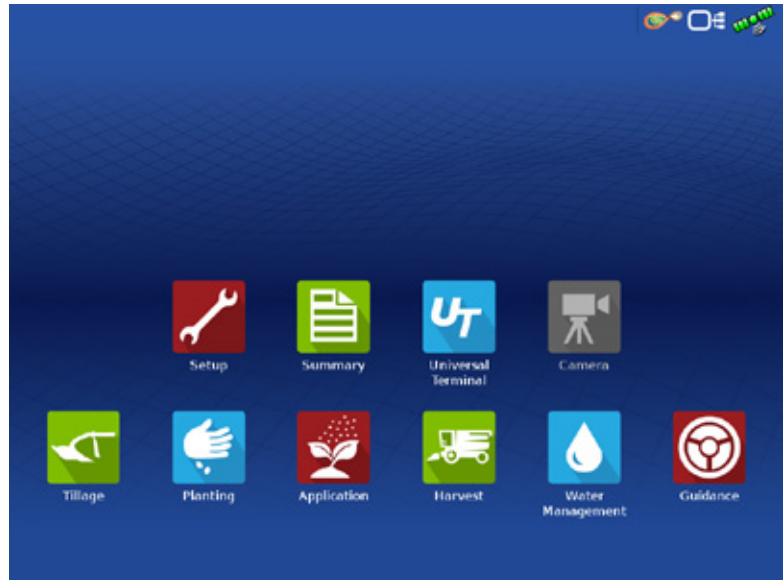 Setup
Summary
UT
Universal
Terminal
Camera
Tillage
Planting
Application
Harvest
Water
Management
Guidance